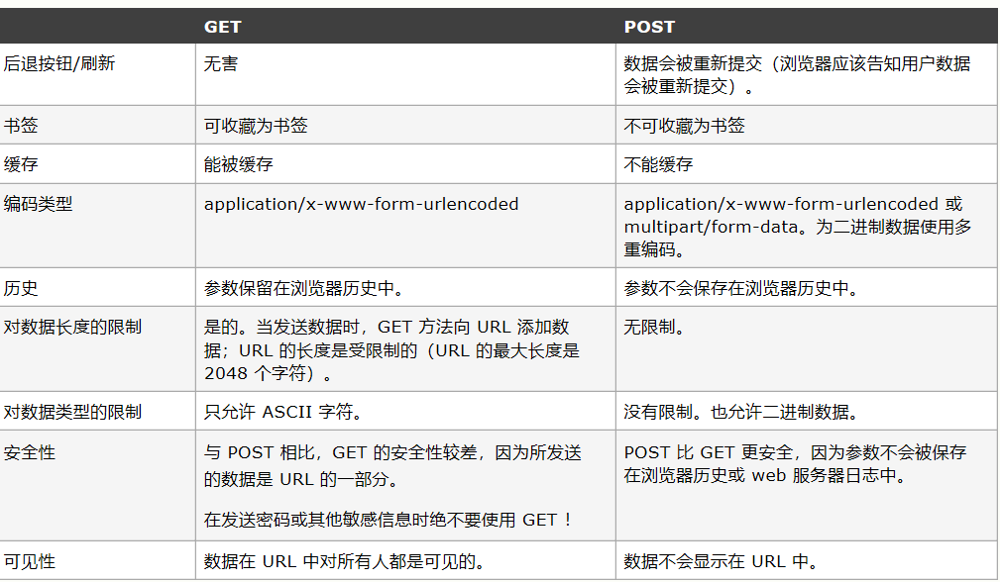 GET POST
后退按钮/刷新 无害 数据会被重新提交（浏览器应该告知用户数据
会被重新提交）。
书签 可收藏为书签 不可收藏为书签
缓存 能被缓存 不能缓存
编码类型 application/x-www-form-urlencoded application/x-www-form-urlencoded 或
multipart/form-data。为二进制数据使用多
重编码。
历史 参数保留在浏览器历史中。 参数不会保存在浏览器历史中。
对数据长度的限制 是的。当发送数据时，GET 方法向 URL 添加数 无限制。
据；URL 的长度是受限制的（URL 的最大长度是
2048 个字符）。
对数据类型的限制 只允许 ASCII 字符。 没有限制。也允许二进制数据。
安全性 与 POST 相比，GET 的安全性较差，因为所发送 POST 比 GET 更安全，因为参数不会被保存
的数据是 URL 的一部分。 在浏览器历史或 web 服务器日志中。
在发送密码或其他敏感信息时绝不要使用 GET ！
可见性 数据在 URL 中对所有人都是可见的。 数据不会显示在 URL 中。